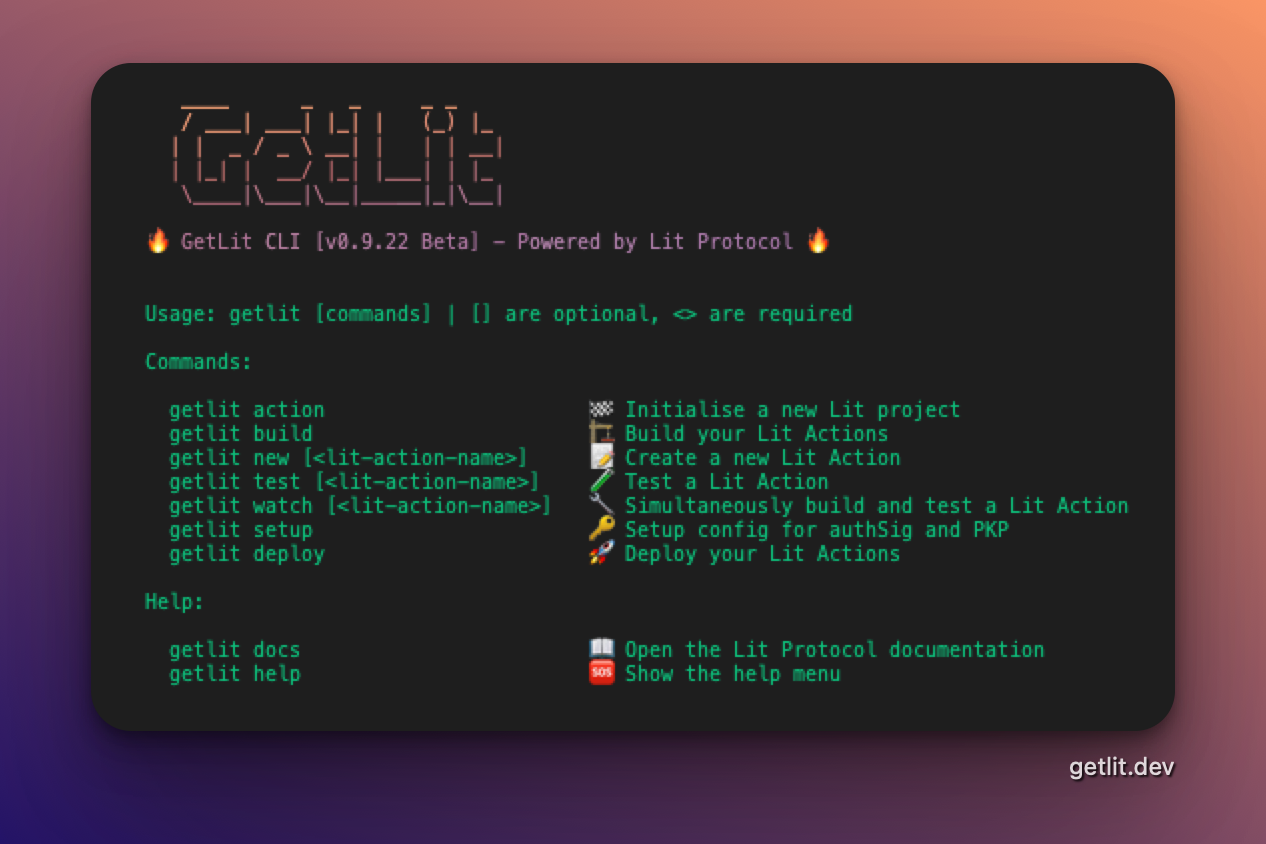 GetLit
🔥 GetLit CLI [v0.9.22 Beta] - Powered by Lit Protocol 🔥
Usage: getlit [commands] | [] are optional, <> are required
Commands:
getlit action 🏁 Initialise a new Lit project
getlit build 🏗 Build your Lit Actions
getlit new [<lit-action-name>] 📝 Create a new Lit Action
getlit test [<lit-action-name>] 🧪 Test a Lit Action
getlit watch [<lit-action-name>] 🔧 Simultaneously build and test a Lit Action
getlit setup 🔑 Setup config for authSig and PKP
getlit deploy 🚀 Deploy your Lit Actions
Help:
getlit docs 📖 Open the Lit Protocol documentation
getlit help 🆘 Show the help menu
getlit.dev